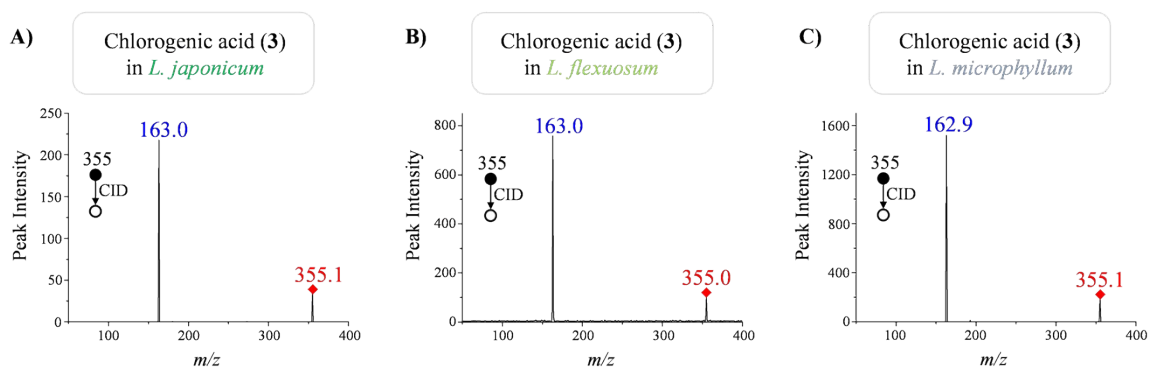 A)
Chlorogenic acid (3)
in L. japonicum
250
200
150
100
50
0
Peak Intensity
163.0
355
CID
355.1
100
200
300
400
m/z
B)
Chlorogenic acid (3)
in L. flexuosum
800
600
400
200
0
Peak Intensity
163.0
355
CID
355.0
100
200
300
400
m/z
C)
Chlorogenic acid (3)
in L. microphyllum
1600
1200
800
400
0
Peak Intensity
162.9
355
CID
355.1
100
200
300
400
m/z